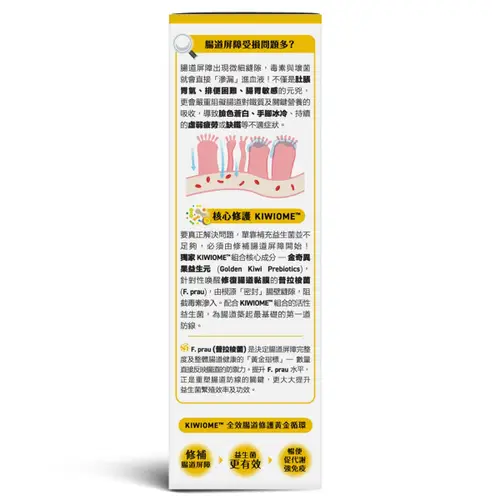 腸道屏障受損問題多？
腸道屏障出現微細縫隙，毒素與壞菌
就會直接「滲漏」進血液！不僅是肚脹
胃氣、排便困難、腸胃敏感的元兇，
更會嚴重阻礙腸道對鐵質及關鍵營養的
吸收，導致臉色蒼白、手腳冰冷、持續
的虛弱疲勞或缺鐵等不適症狀。
核心修護 KIWIOME™
要真正解決問題，單靠補充益生菌並不
足夠，必須由修補腸道屏障開始！
獨家 KIWIOME™ 組合核心成分 — 金奇異
果益生元 (Golden Kiwi Prebiotics)，
針對性喚醒修復腸道黏膜的普拉梭菌
(F. prau)，由根源「密封」腸壁縫隙，阻
截毒素滲入。配合 KIWIOME™ 組合的活性
益生菌，為腸道築起最基礎的第一道
防線。
F. prau (普拉梭菌) 是決定腸道屏障完整
度及整體腸道健康的「黃金指標」— 數量
直接反映腸道的防禦力。提升 F. prau 水平，
正是重塑腸道防線的關鍵，更大大提升
益生菌繁殖效率及功效。
KIWIOME™ 全效腸道修護黃金循環
修補
腸道屏障
益生菌
更有效
暢便
促代謝
強免疫